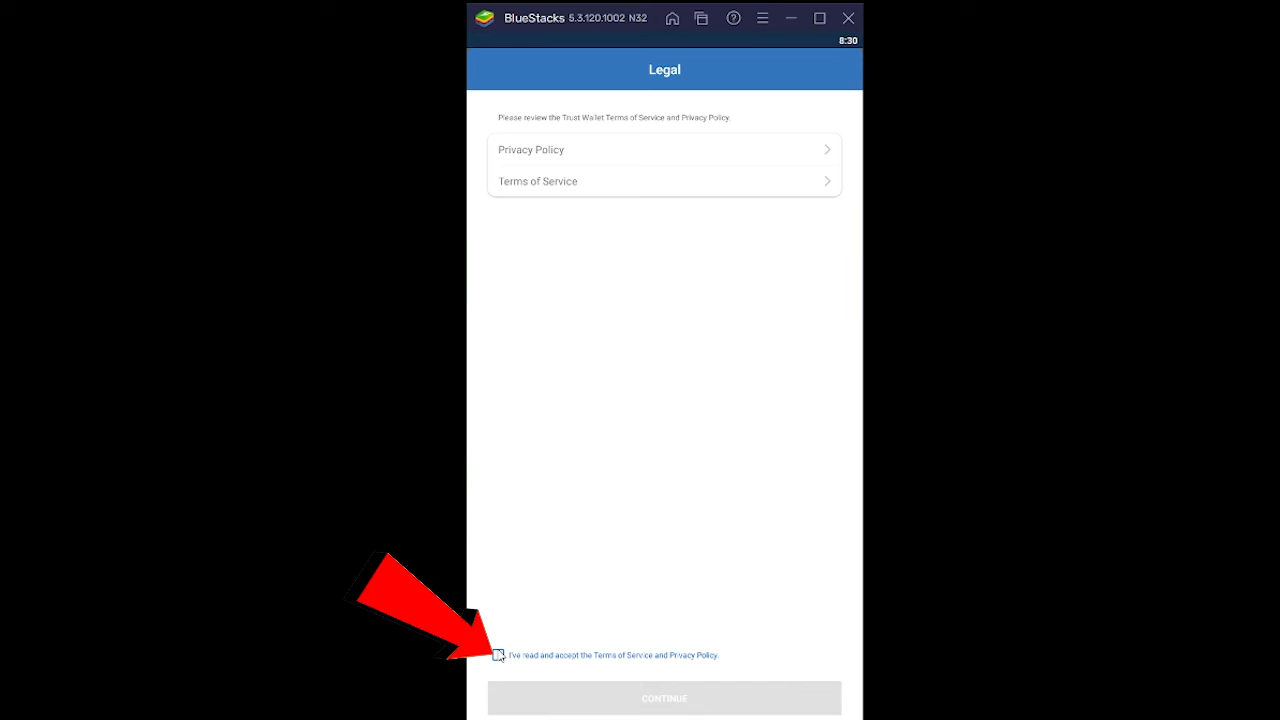 BlueStacks 5.3.120.1002 N32
8:30
Legal
Please review the Trust Wallet Terms of Service and Privacy Policy.
Privacy Policy
Terms of Service
I've read and accept the Terms of Service and Privacy Policy.
CONTINUE